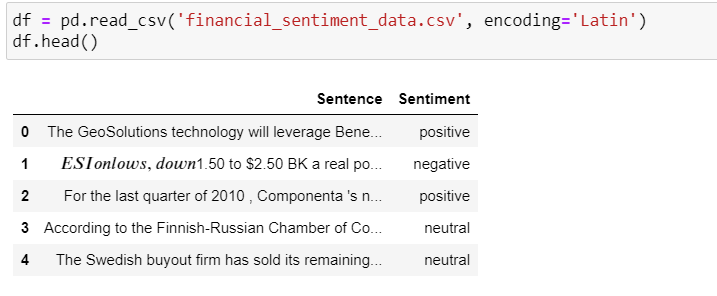 df = pd.read_csv('financial_sentiment_data.csv', encoding='Latin')
df.head()
Sentence Sentiment
0 The GeoSolutions technology will leverage Bene... positive
1 ESIonlows, down1.50 to $2.50 BK a real po... negative
2 For the last quarter of 2010 , Componenta 's n... positive
3 According to the Finnish-Russian Chamber of Co... neutral
4 The Swedish buyout firm has sold its remaining... neutral